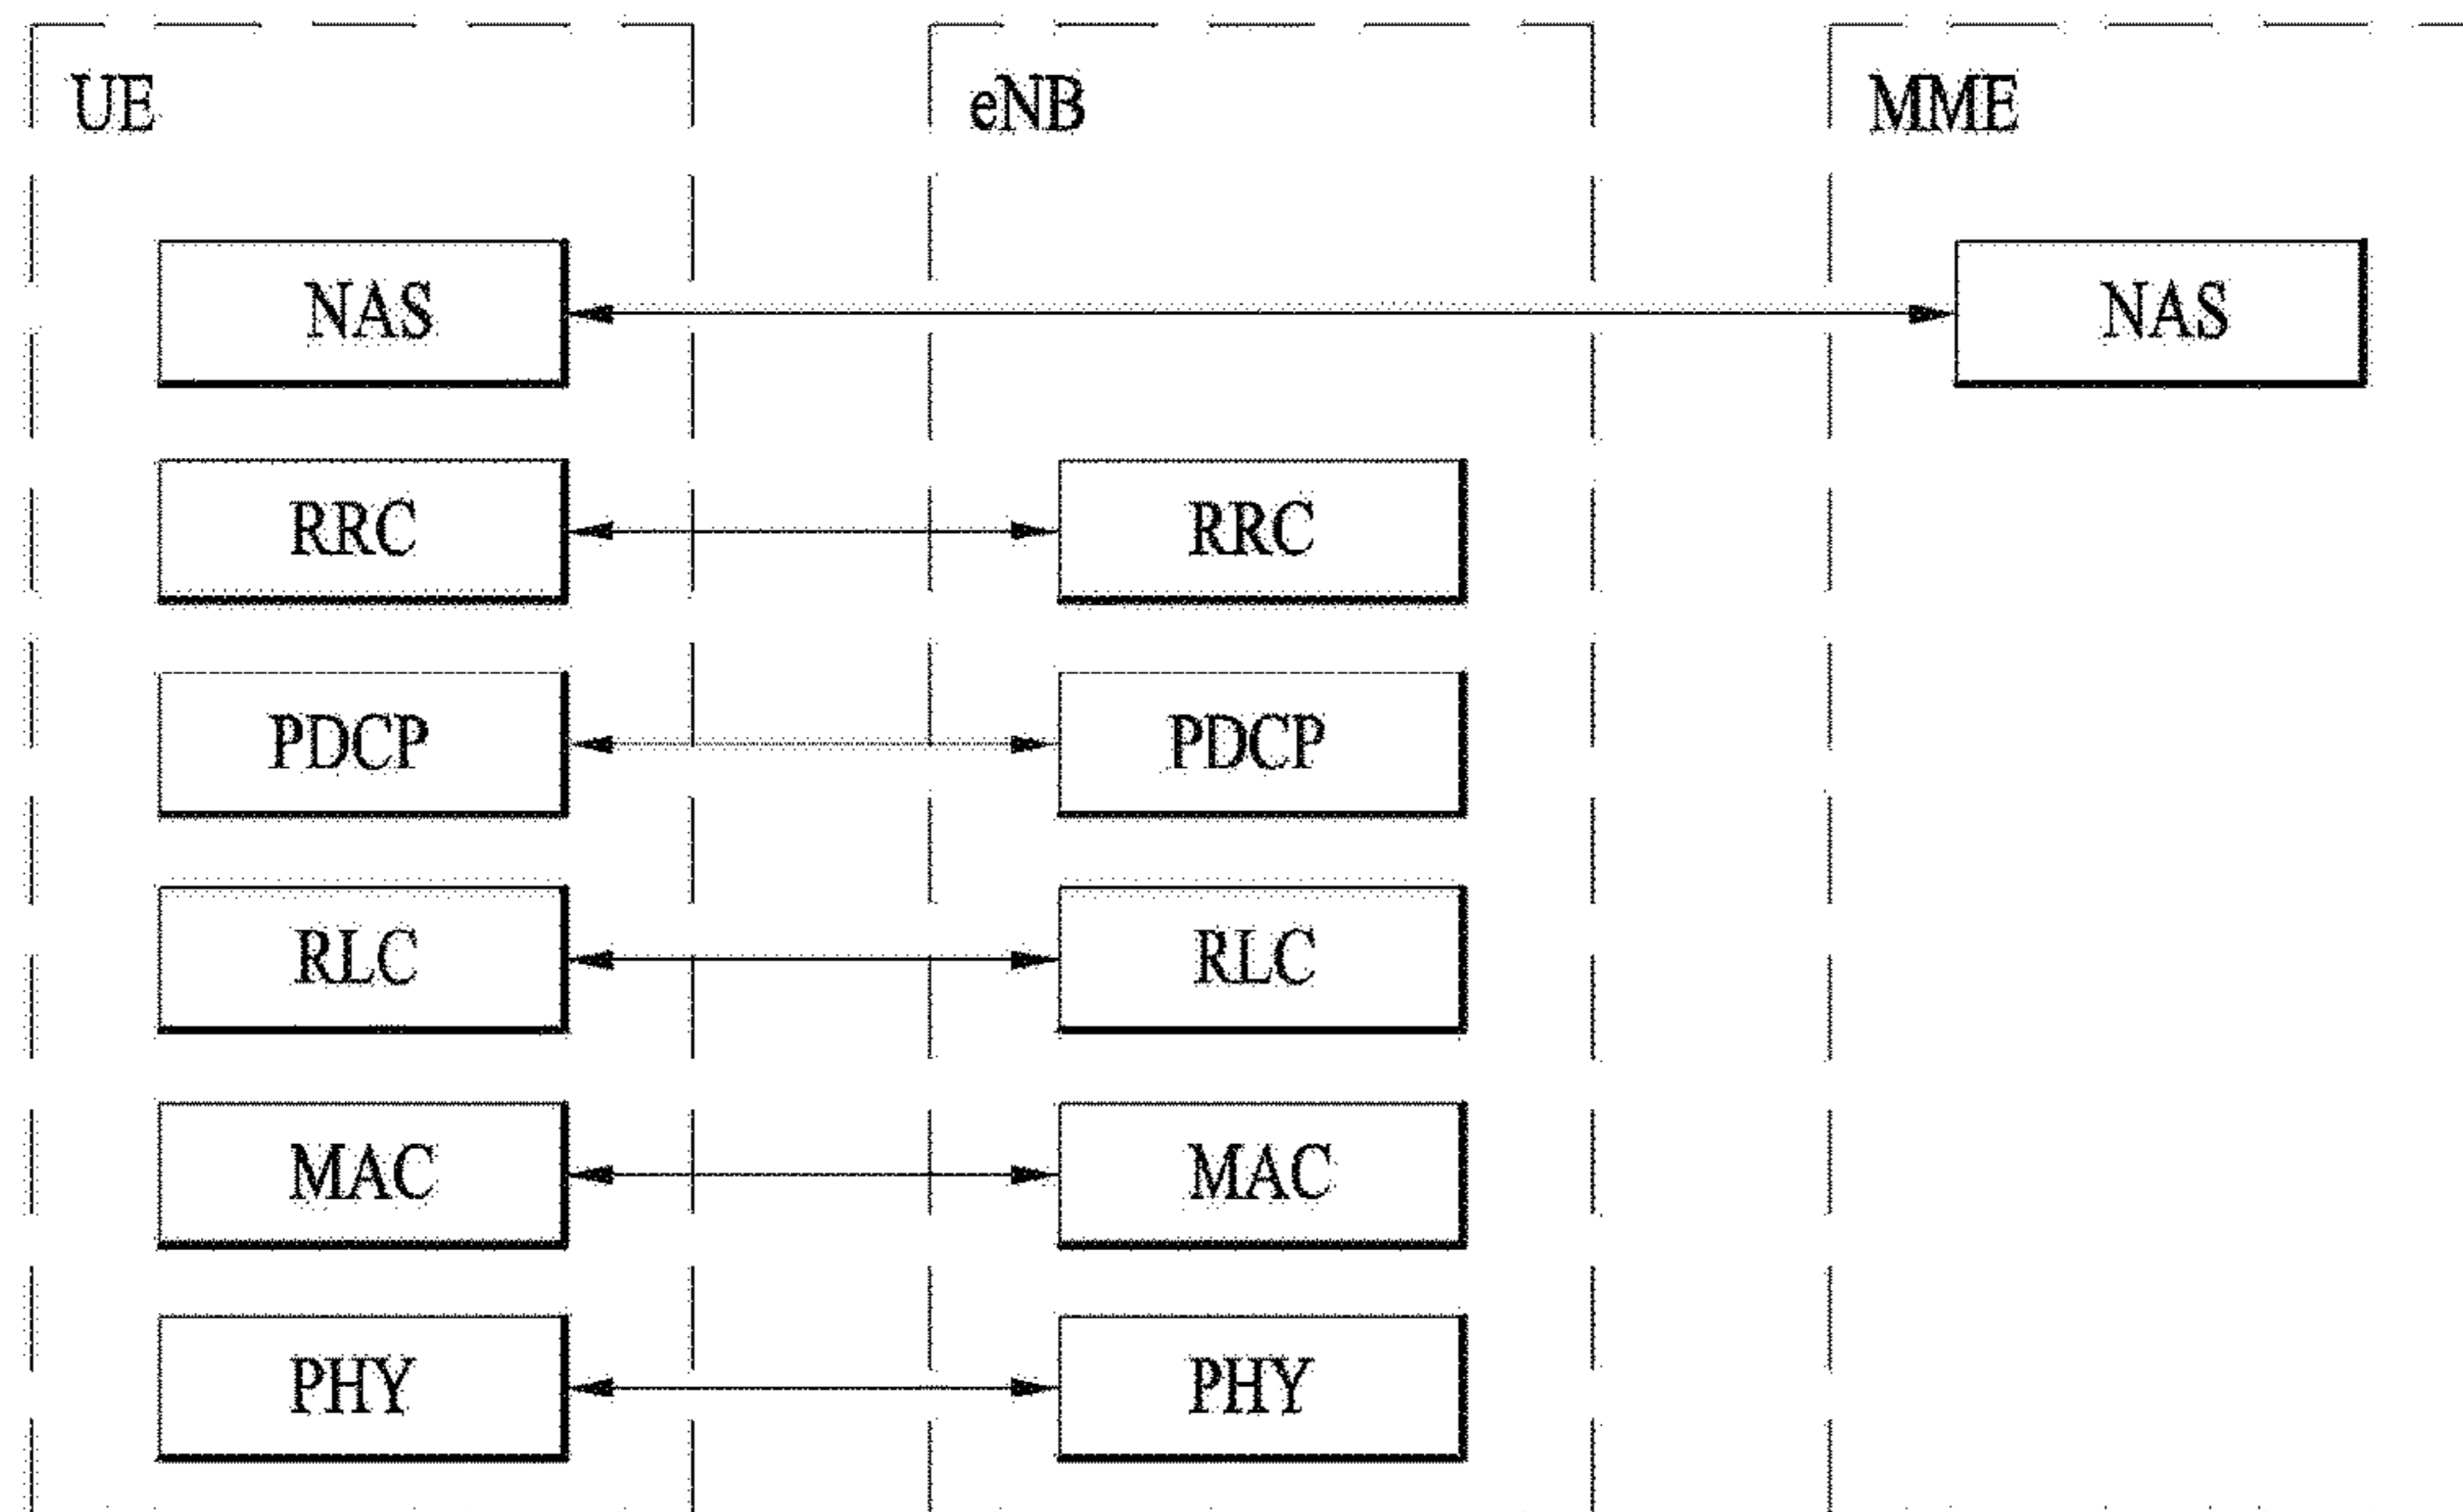 UE eNB MME
NAS NAS
RRC RRC
PDCP PDCP
RLC RLC
MAC MAC
PHY PHY